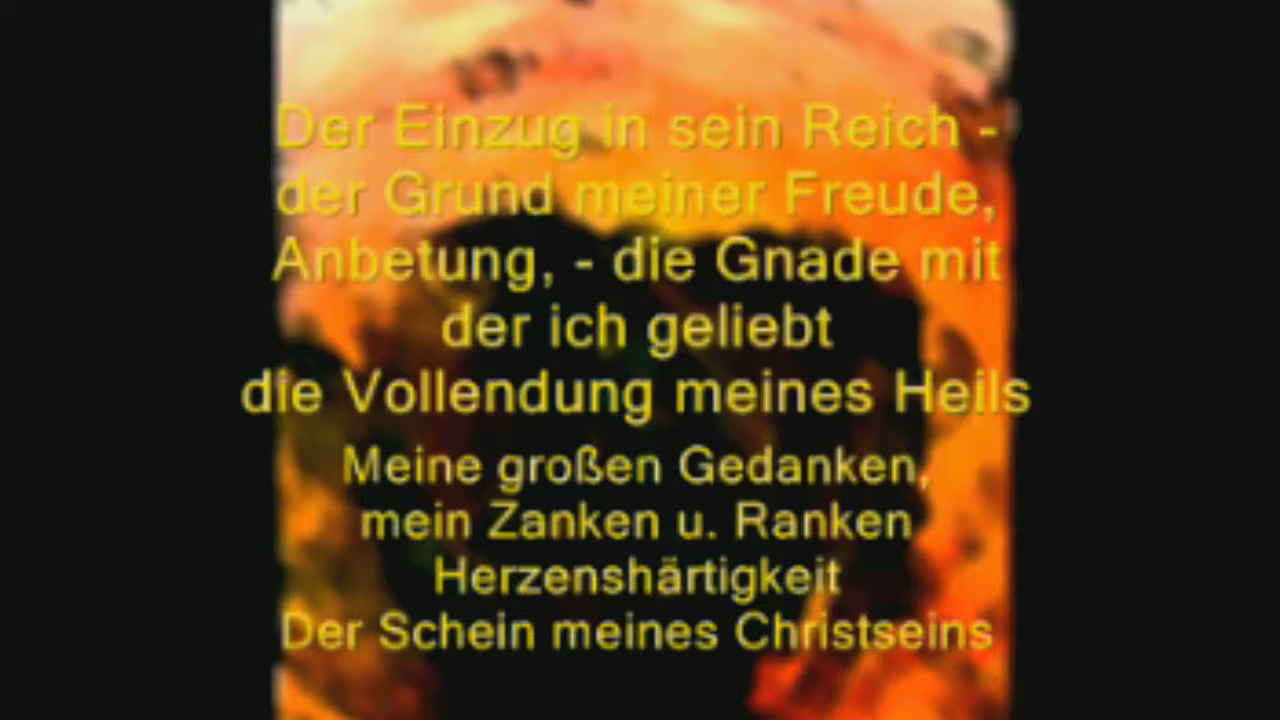 Der Einzug in sein Reich -
der Grund meiner Freude,
Anbetung, - die Gnade mit
der ich geliebt
die Vollendung meines Heils
Meine großen Gedanken,
mein Zanken u. Ranken
Herzenshärtigkeit
Der Schein meines Christseins